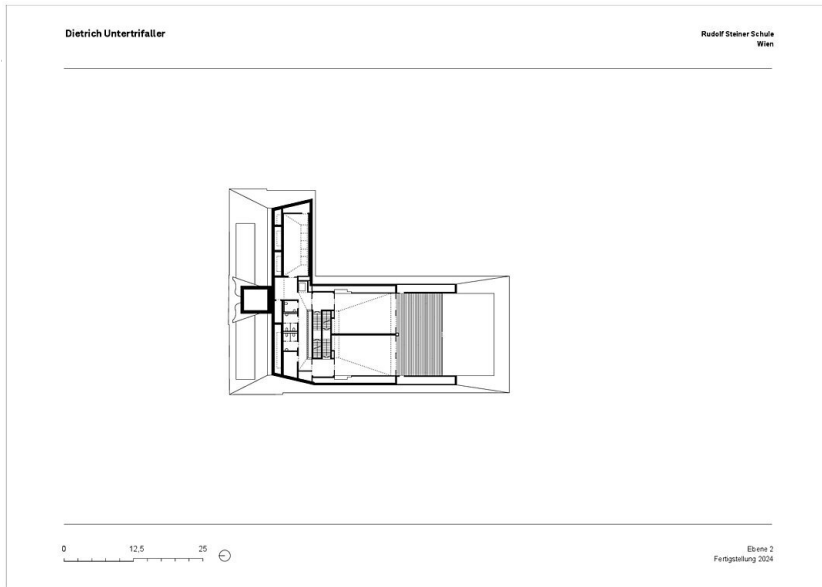 Dietrich Untertrifaller
Rudolf Steiner Schule
Wien
0 12,5 25
Ebene 2
Fertigstellung 2024